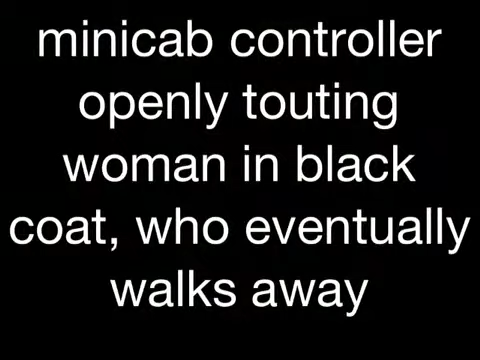 minicab controller
openly touting
woman in black
coat, who eventually
walks away